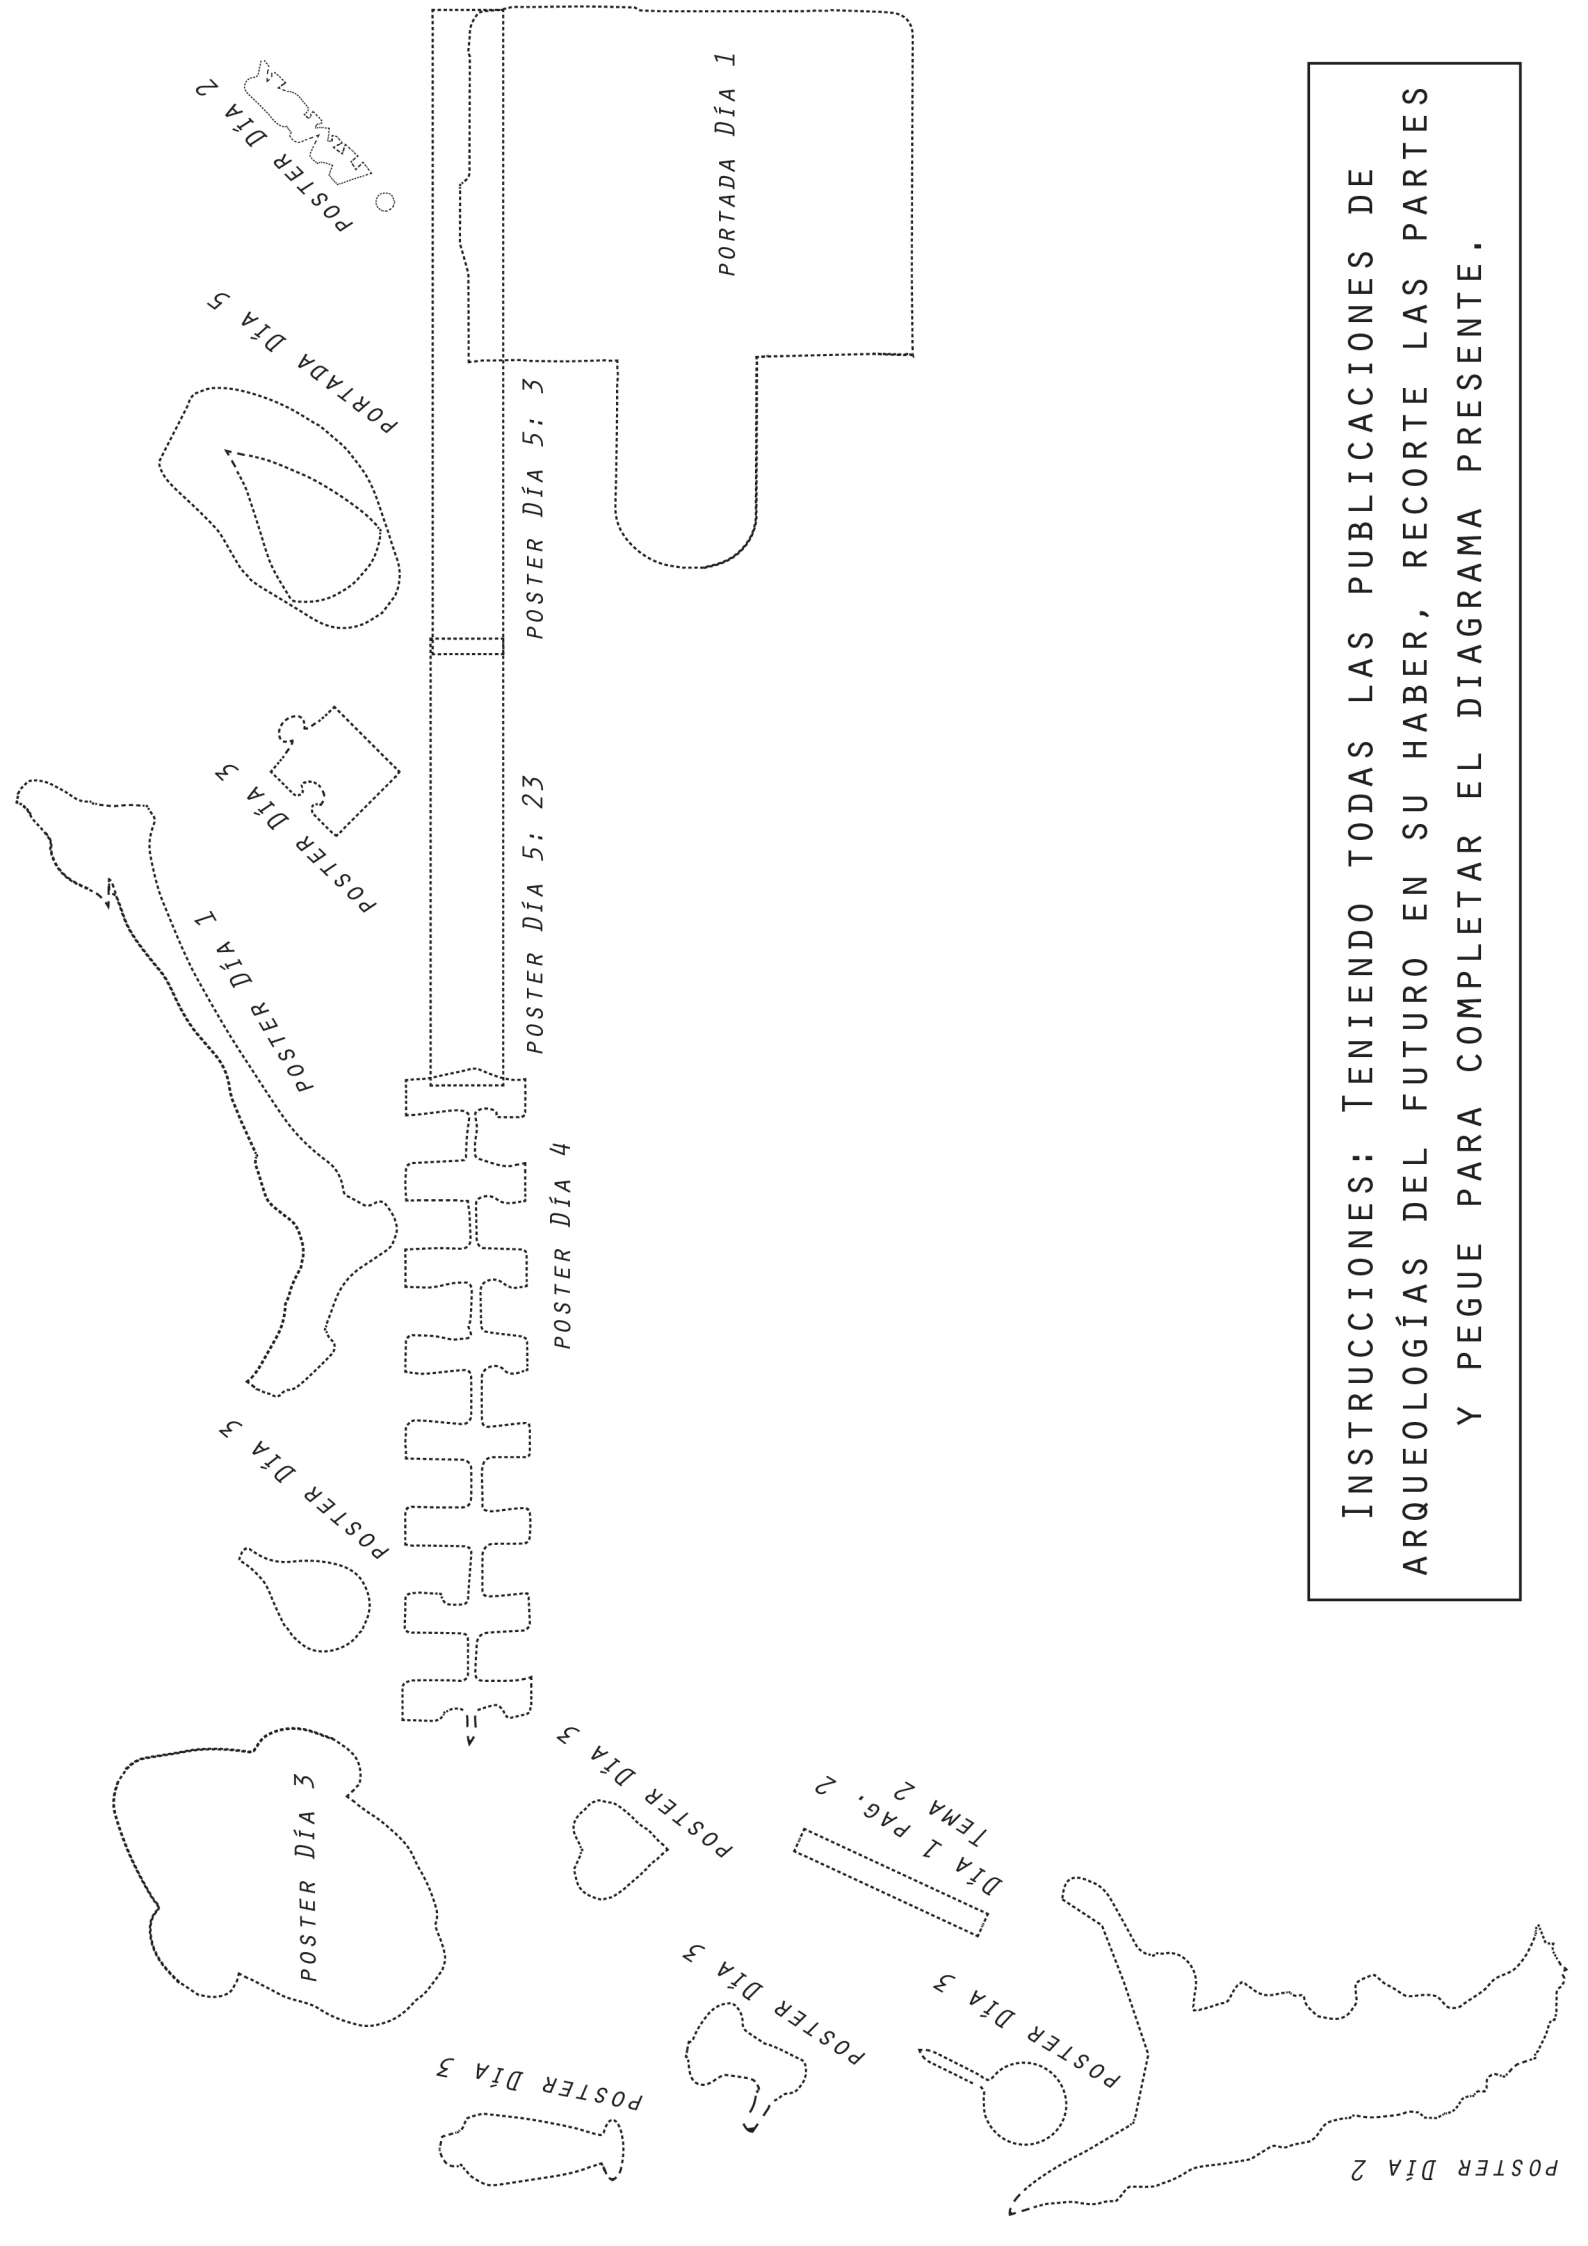 POSTER DÍA 2
PORTADA DÍA 1
PORTADA DÍA 5
POSTER DÍA 5: 3
POSTER DÍA 3
POSTER DÍA 5: 23
POSTER DÍA 1
POSTER DÍA 4
POSTER DÍA 3
POSTER DÍA 3
POSTER DÍA 3
DÍA 1 PAG. 2
TEMA 2
POSTER DÍA 3
POSTER DÍA 3
POSTER DÍA 3
POSTER DÍA 2
INSTRUCCIONES: TENIENDO TODAS LAS PUBLICACIONES DE
ARQUEOLOGÍAS DEL FUTURO EN SU HABER, RECORTE LAS PARTES
Y PEGUE PARA COMPLETAR EL DIAGRAMA PRESENTE.